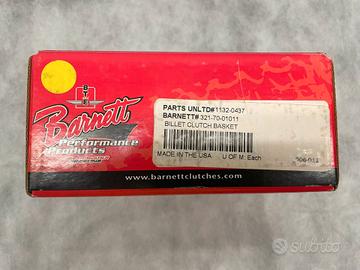 BTP
Barnett
Performance
Products
PARTS UNLTD#1132-0437
BARNETT#.321-70-01011
BILLET CLUTCH BASKET
MADE IN THE USA
U OF M: Each
www.barnettclutches.com
subito